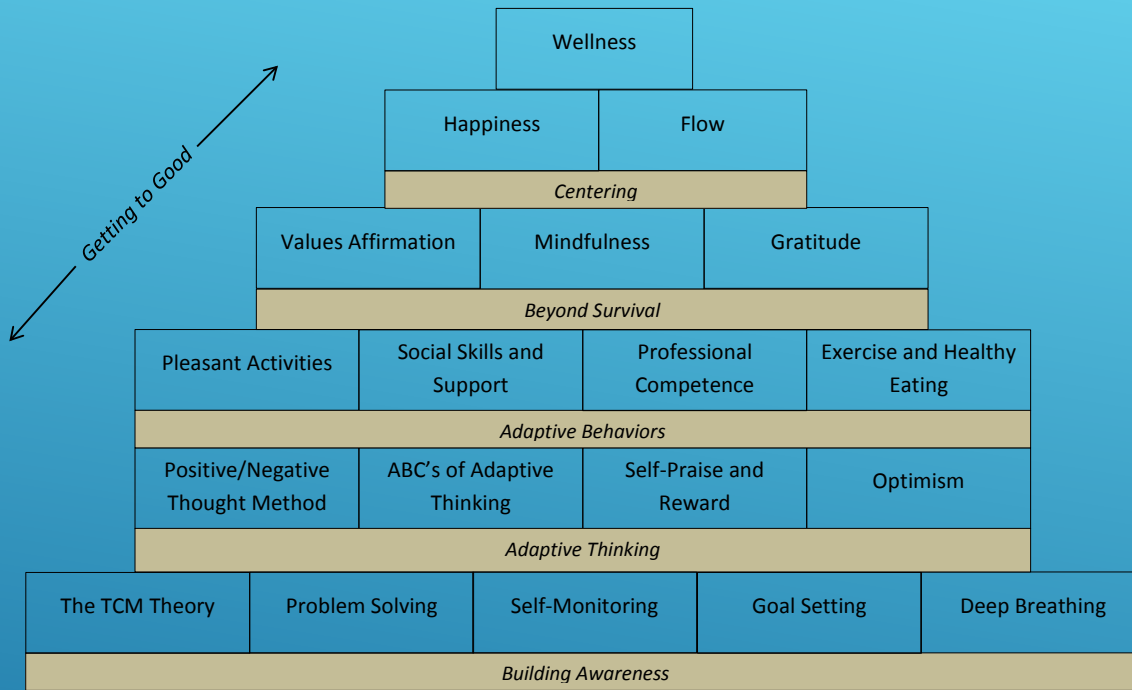 Wellness
Getting to Good
Happiness
Flow
Centering
Values Affirmation
Mindfulness
Gratitude
Beyond Survival
Pleasant Activities
Social Skills and
Support
Professional
Competence
Exercise and Healthy
Eating
Adaptive Behaviors
Positive/Negative
Thought Method
ABC’s of Adaptive
Thinking
Self-Praise and
Reward
Optimism
Adaptive Thinking
The TCM Theory
Problem Solving
Self-Monitoring
Goal Setting
Deep Breathing
Building Awareness